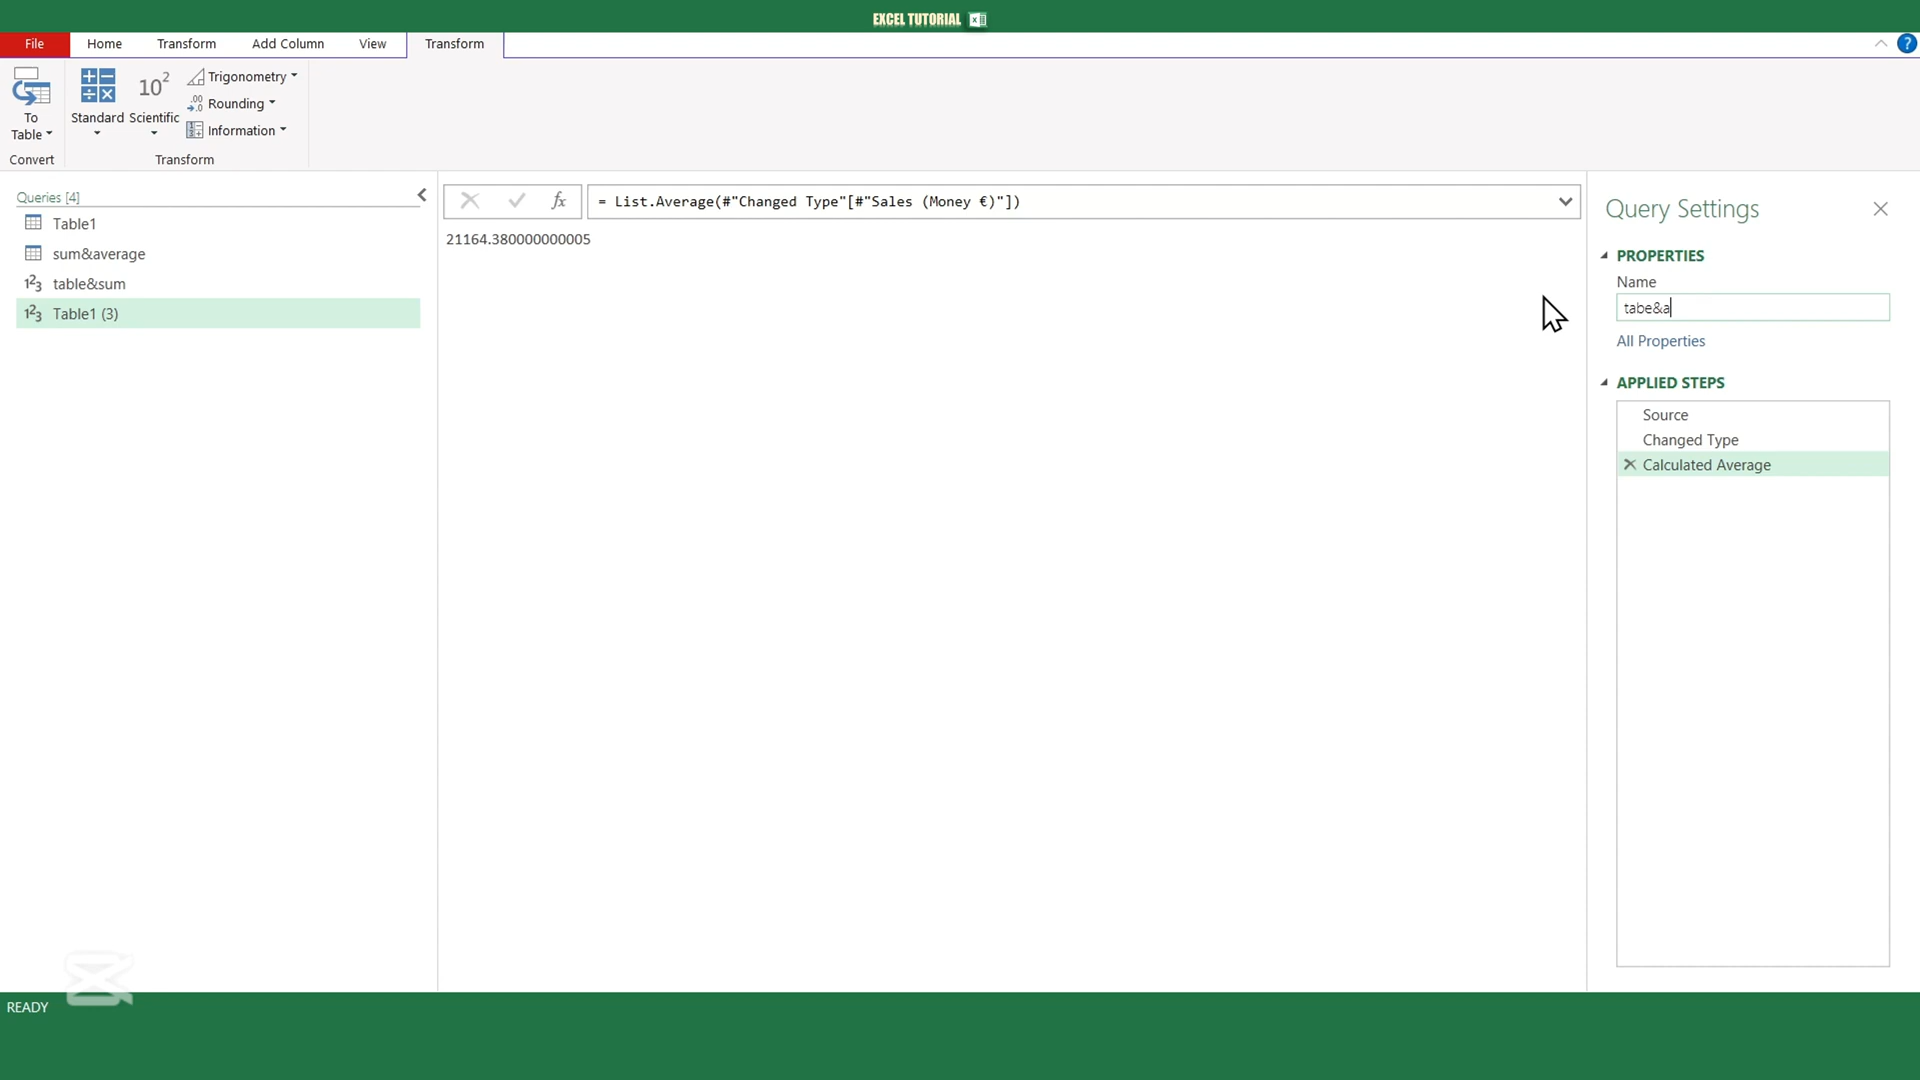 EXCEL TUTORIAL
File Home Transform Add Column View Transform
?
To Table
Standard
10² Scientific
Trigonometry
Rounding
Information
Convert
Transform
Queries [4]
Table1
sum&average
table&sum
Table1 (3)
fx
= List.Average(#"Changed Type"[#"Sales (Money €)"])
21164.380000000005
Query Settings
PROPERTIES
Name
tabe&a
All Properties
APPLIED STEPS
Source
Changed Type
Calculated Average
READY